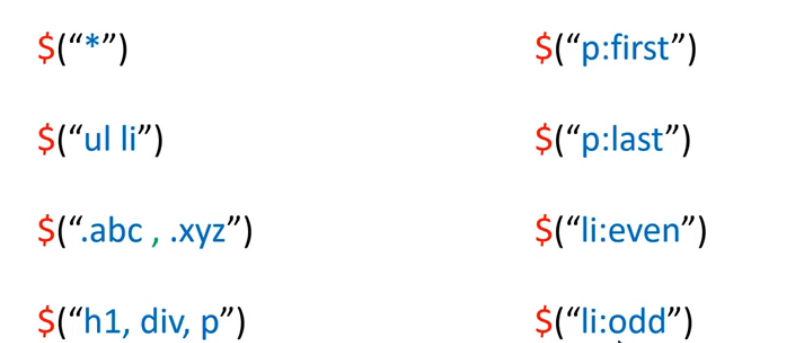 $(“*”)
$(“ul li”)
$(“.abc , .xyz”)
$(“h1, div, p”)
$(“p:first”)
$(“p:last”)
$(“li:even”)
$(“li:odd”)